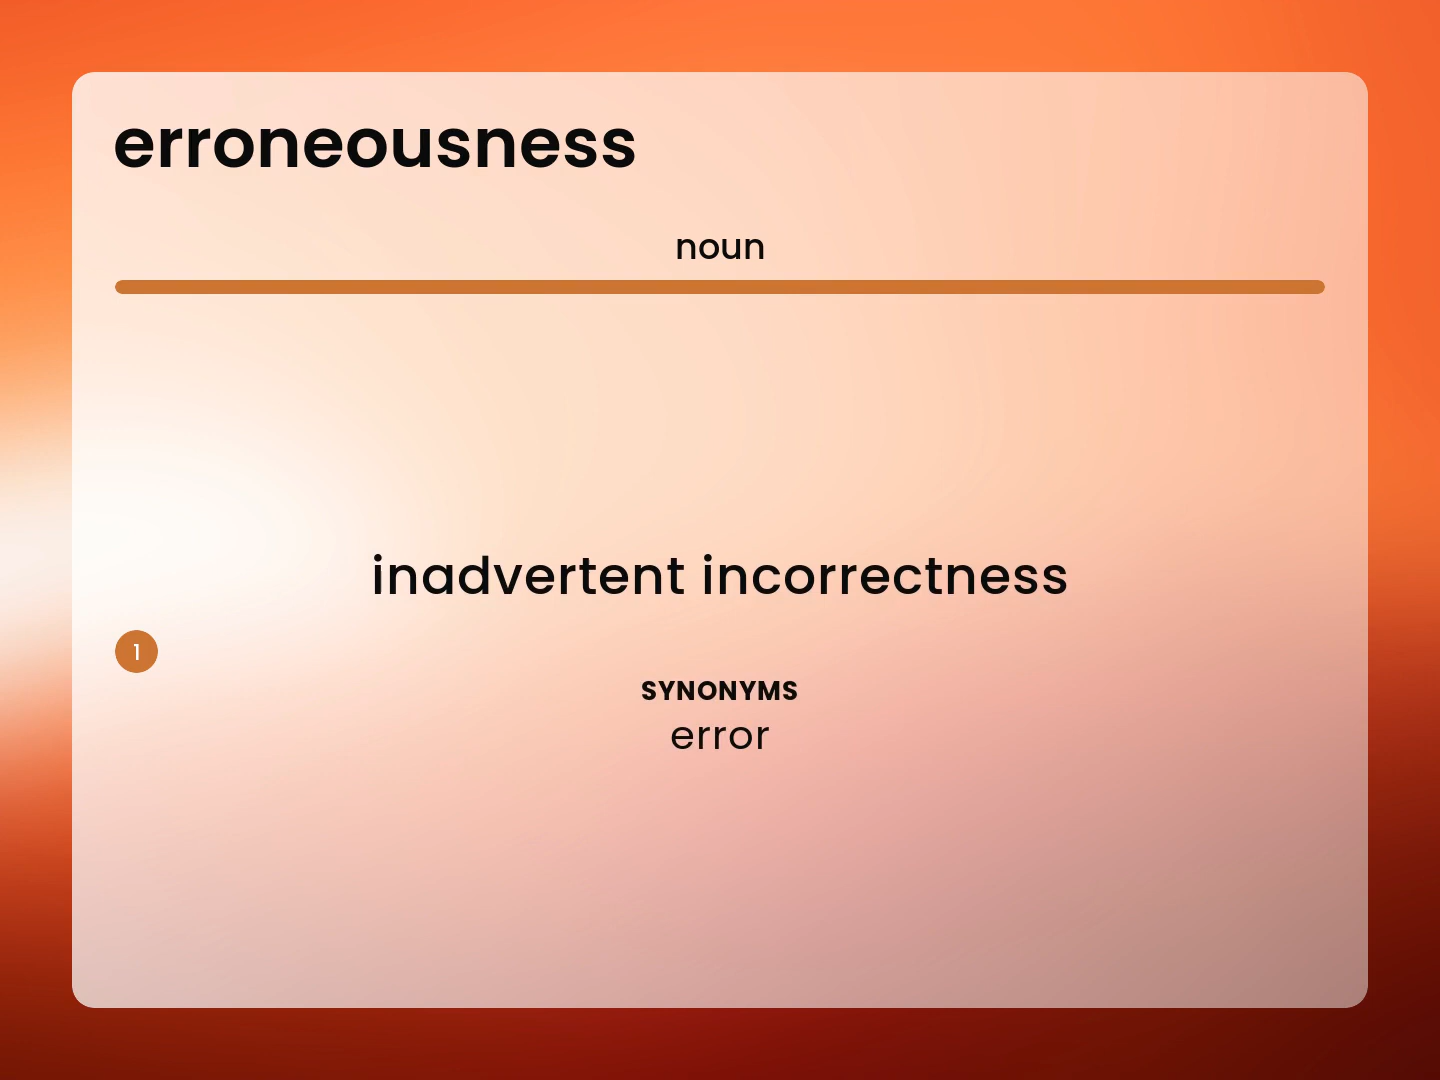 erroneousness
noun
inadvertent incorrectness
1
SYNONYMS
error